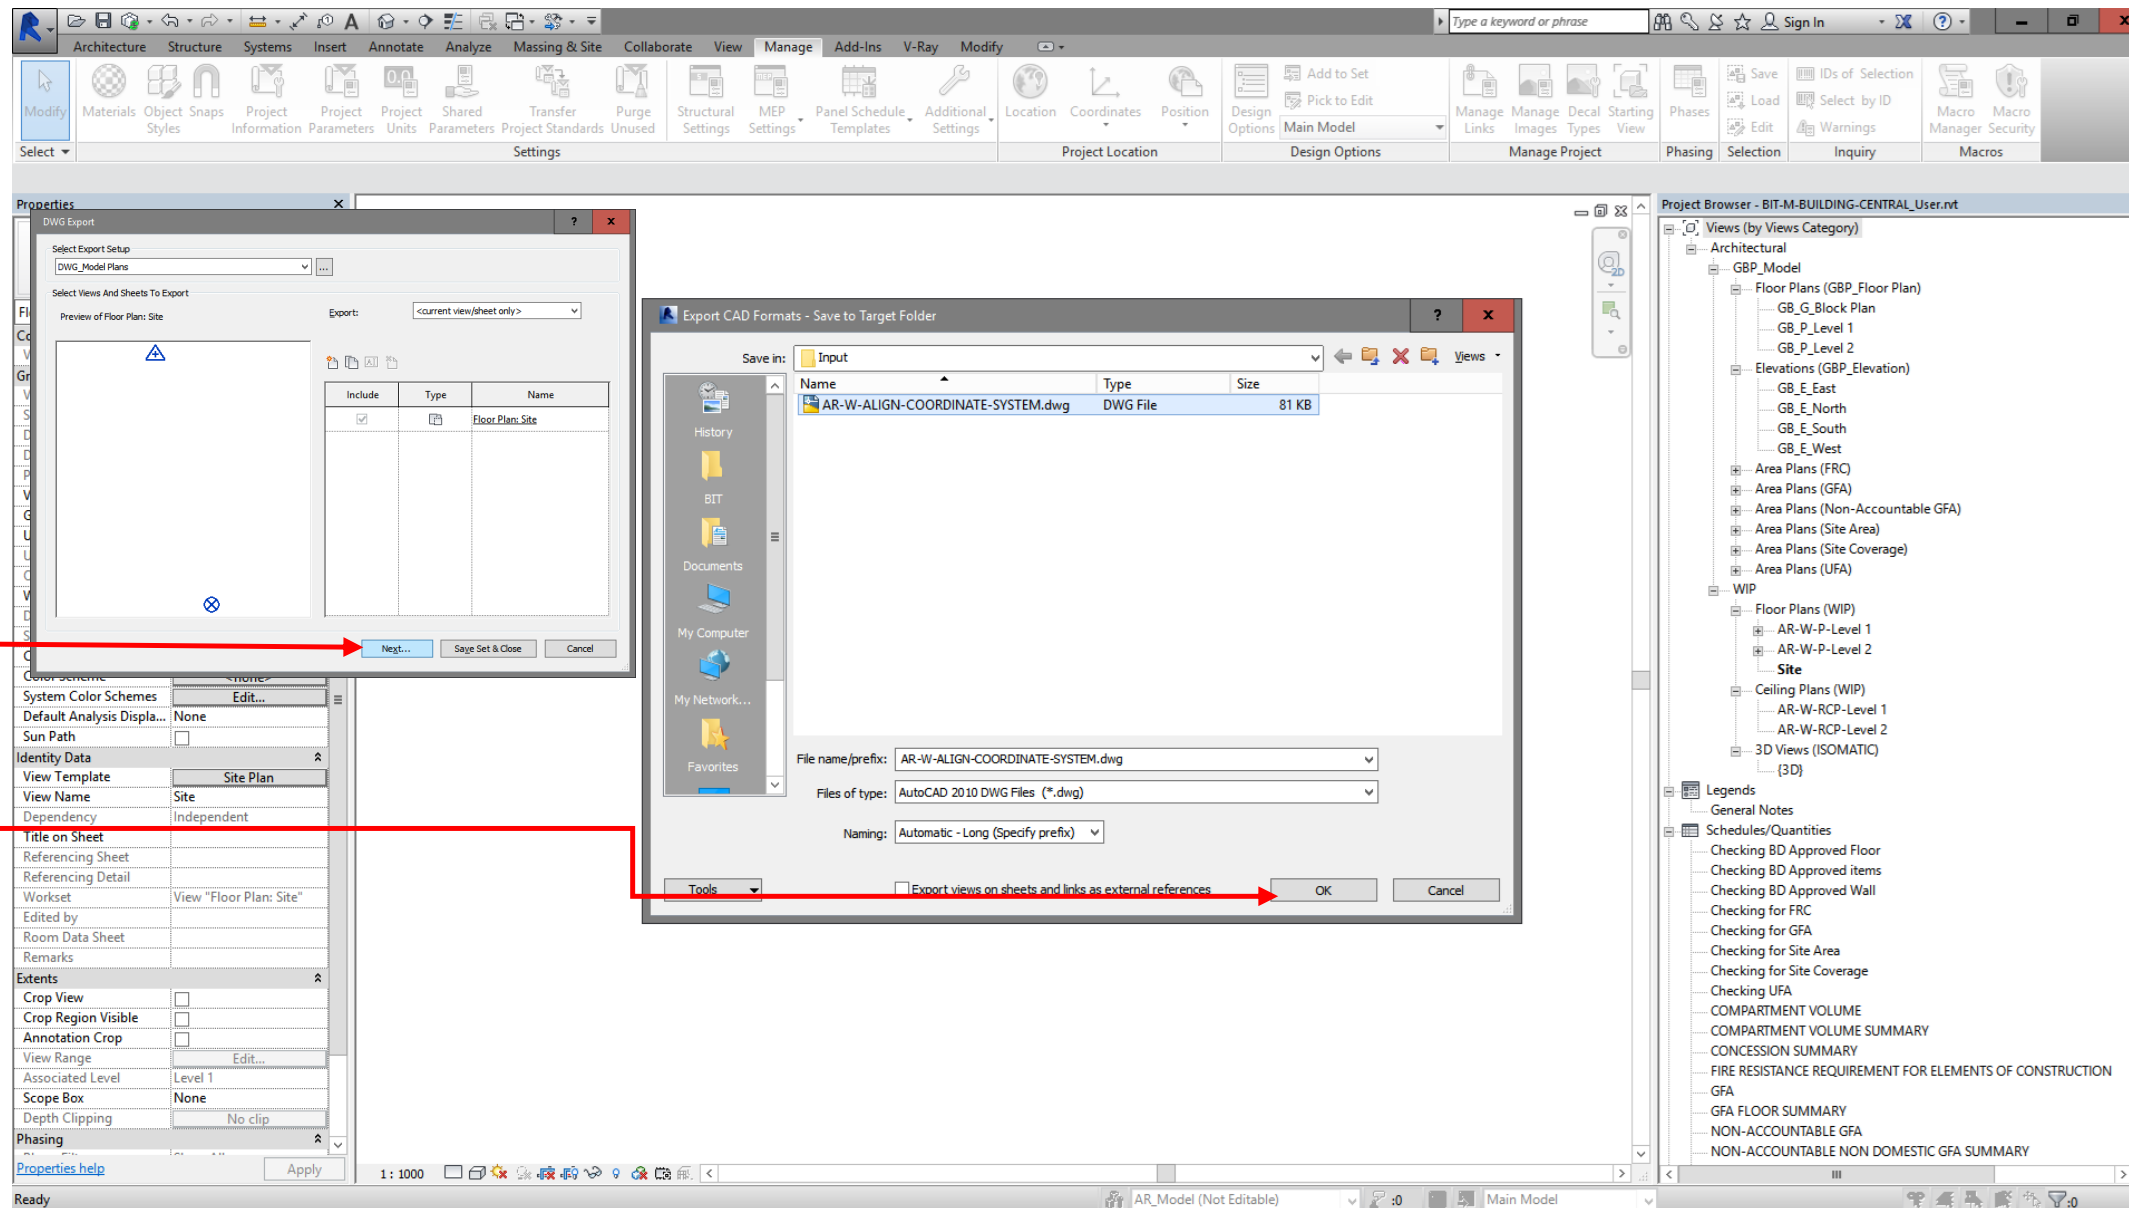 Type a keyword or phrase
Sign In
Architecture Structure Systems Insert Annotate Analyze Massing & Site Collaborate View Manage Add-Ins V-Ray Modify
Modify
Materials Object Styles Snaps Project Information Project Parameters Project Units Shared Parameters Transfer Project Standards Purge Unused
Structural Settings MEP Settings Panel Schedule Templates Additional Settings
Location Coordinates Position
Design Options Add to Set
Pick to Edit
Main Model
Manage Links Manage Images Decal Types Starting View
Phases
Save
Load
Edit
IDs of Selection
Select by ID
Warnings
Macro Manager Macro Security
Select Settings Project Location Design Options Manage Project Phasing Selection Inquiry Macros
Properties
DWG Export
Select Export Setup
DWG_Model Plans
Select Views And Sheets To Export
Preview of Floor Plan: Site
Export: <current view/sheet only>
Include Type Name
Floor Plan: Site
Next... Save Set & Close Cancel
System Color Schemes Edit...
Default Analysis Displa... None
Sun Path
Identity Data
View Template Site Plan
View Name Site
Dependency Independent
Title on Sheet
Referencing Sheet
Referencing Detail
Workset View "Floor Plan: Site"
Edited by
Room Data Sheet
Remarks
Extents
Crop View
Crop Region Visible
Annotation Crop
View Range Edit...
Associated Level Level 1
Scope Box None
Depth Clipping No clip
Phasing
Properties help Apply
Export CAD Formats - Save to Target Folder
Save in: Input
Views
Name Type Size
AR-W-ALIGN-COORDINATE-SYSTEM.dwg DWG File 81 KB
History
BIT
Documents
My Computer
My Network...
Favorites
File name/prefix: AR-W-ALIGN-COORDINATE-SYSTEM.dwg
Files of type: AutoCAD 2010 DWG Files (*.dwg)
Naming: Automatic - Long (Specify prefix)
Tools Export views on sheets and links as external references OK Cancel
2D
Project Browser - BIT-M-BUILDING-CENTRAL_User.rvt
Views (by Views Category)
Architectural
GBP_Model
Floor Plans (GBP_Floor Plan)
GB_G_Block Plan
GB_P_Level 1
GB_P_Level 2
Elevations (GBP_Elevation)
GB_E_East
GB_E_North
GB_E_South
GB_E_West
Area Plans (FRC)
Area Plans (GFA)
Area Plans (Non-Accountable GFA)
Area Plans (Site Area)
Area Plans (Site Coverage)
Area Plans (UFA)
WIP
Floor Plans (WIP)
AR-W-P-Level 1
AR-W-P-Level 2
Site
Ceiling Plans (WIP)
AR-W-RCP-Level 1
AR-W-RCP-Level 2
3D Views (ISOMATIC)
{3D}
Legends
General Notes
Schedules/Quantities
Checking BD Approved Floor
Checking BD Approved items
Checking BD Approved Wall
Checking for FRC
Checking for GFA
Checking for Site Area
Checking for Site Coverage
Checking UFA
COMPARTMENT VOLUME
COMPARTMENT VOLUME SUMMARY
CONCESSION SUMMARY
FIRE RESISTANCE REQUIREMENT FOR ELEMENTS OF CONSTRUCTION
GFA
GFA FLOOR SUMMARY
NON-ACCOUNTABLE GFA
NON-ACCOUNTABLE NON DOMESTIC GFA SUMMARY
1 : 1000
Ready
AR_Model (Not Editable) :0 Main Model :0